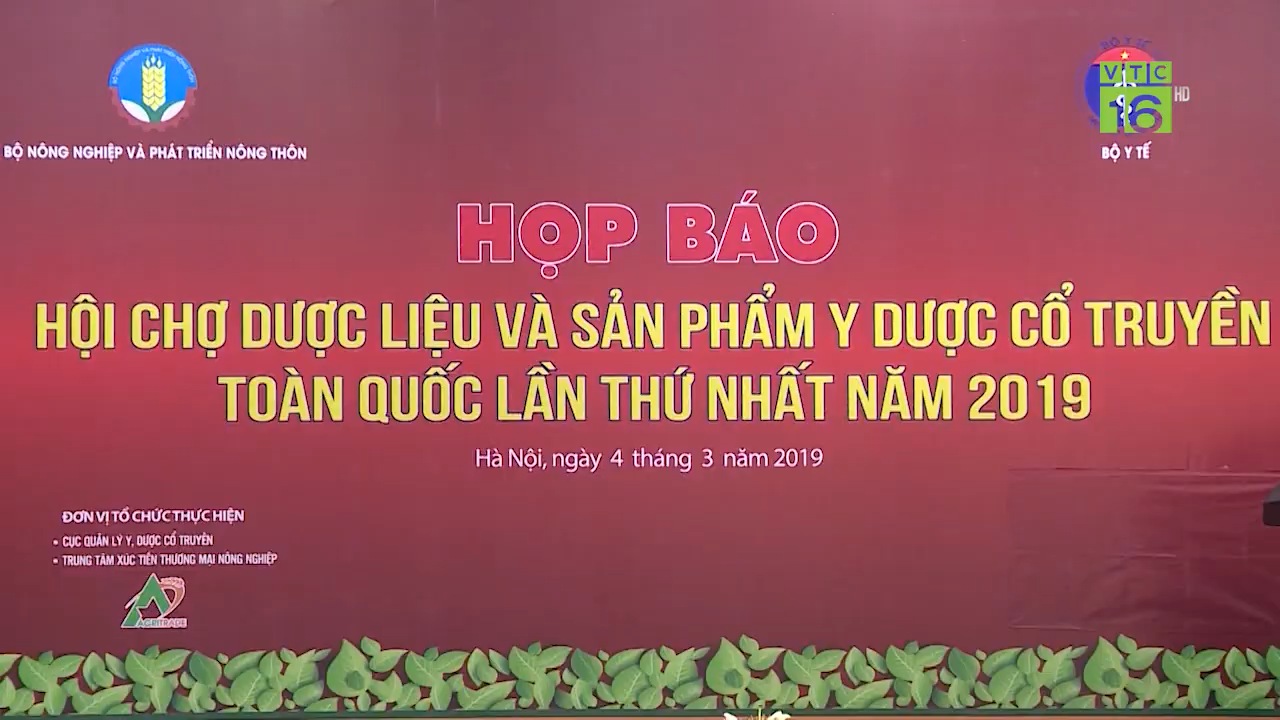 BỘ NÔNG NGHIỆP VÀ PHÁT TRIỂN NÔNG THÔN
BỘ Y TẾ
VTC
16
HD
BỘ Y TẾ
HỌP BÁO
HỘI CHỢ DƯỢC LIỆU VÀ SẢN PHẨM Y DƯỢC CỔ TRUYỀN
TOÀN QUỐC LẦN THỨ NHẤT NĂM 2019
Hà Nội, ngày 4 tháng 3 năm 2019
ĐƠN VỊ TỔ CHỨC THỰC HIỆN
• CỤC QUẢN LÝ Y, DƯỢC CỔ TRUYỀN
• TRUNG TÂM XÚC TIẾN THƯƠNG MẠI NÔNG NGHIỆP
AGRITRADE